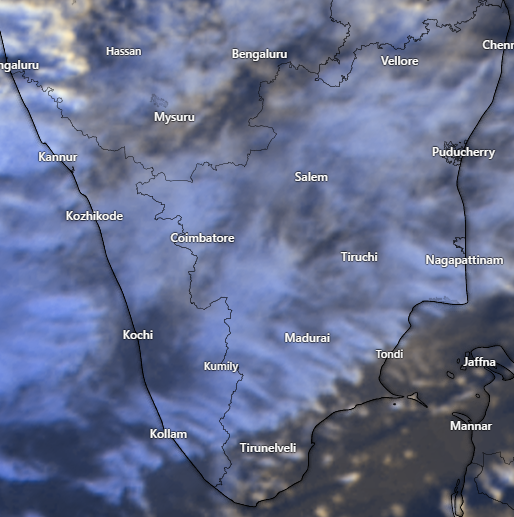 Hassan
Bengaluru
Chenn
Vellore
ngaluru
Mysuru
Kannur
Puducherry
Salem
Kozhikode
Coimbatore
Tiruchi
Nagapattinam
Kochi
Madurai
Tondi
Jaffna
Kumily
Mannar
Kollam
Tirunelveli